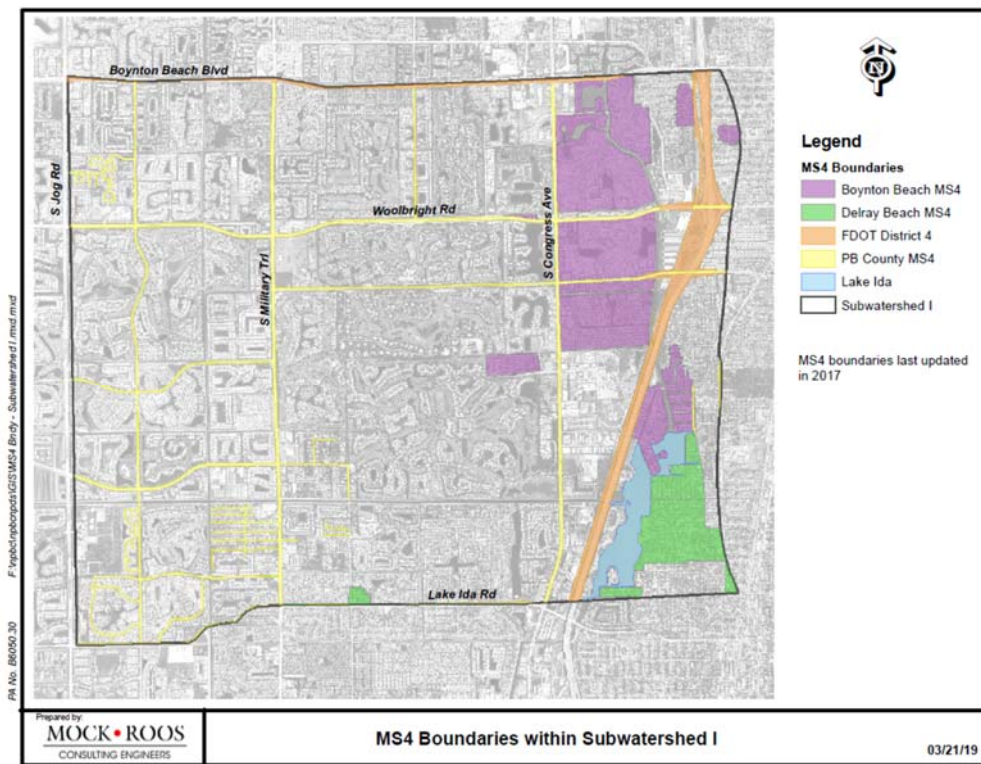 Boynton Beach Blvd
S Jog Rd
Woolbright Rd
S Congress Ave
S Military Trl
Lake Ida Rd
N
Legend
MS4 Boundaries
Boynton Beach MS4
Delray Beach MS4
FDOT District 4
PB County MS4
Lake Ida
Subwatershed I
MS4 boundaries last updated
in 2017
PA No. B6050.30
Prepared by:
MOCK•ROOS
CONSULTING ENGINEERS
MS4 Boundaries within Subwatershed I
03/21/19